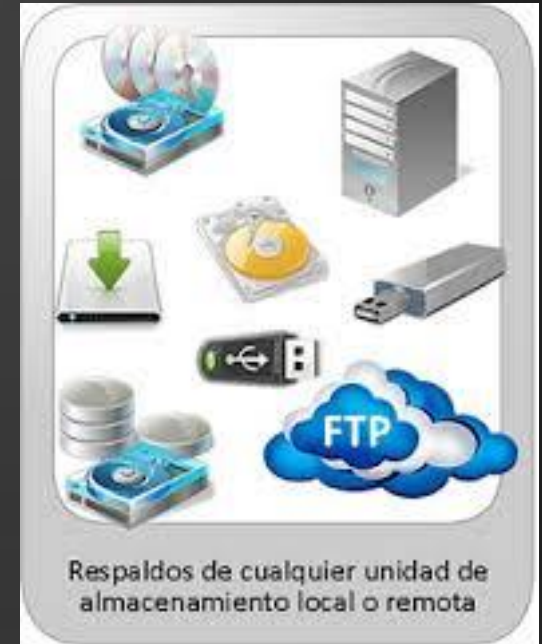 FTP
Respaldos de cualquier unidad de
almacenamiento local o remota